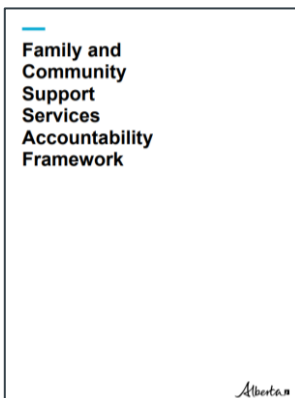 Family and
Community
Support
Services
Accountability
Framework
Alberta